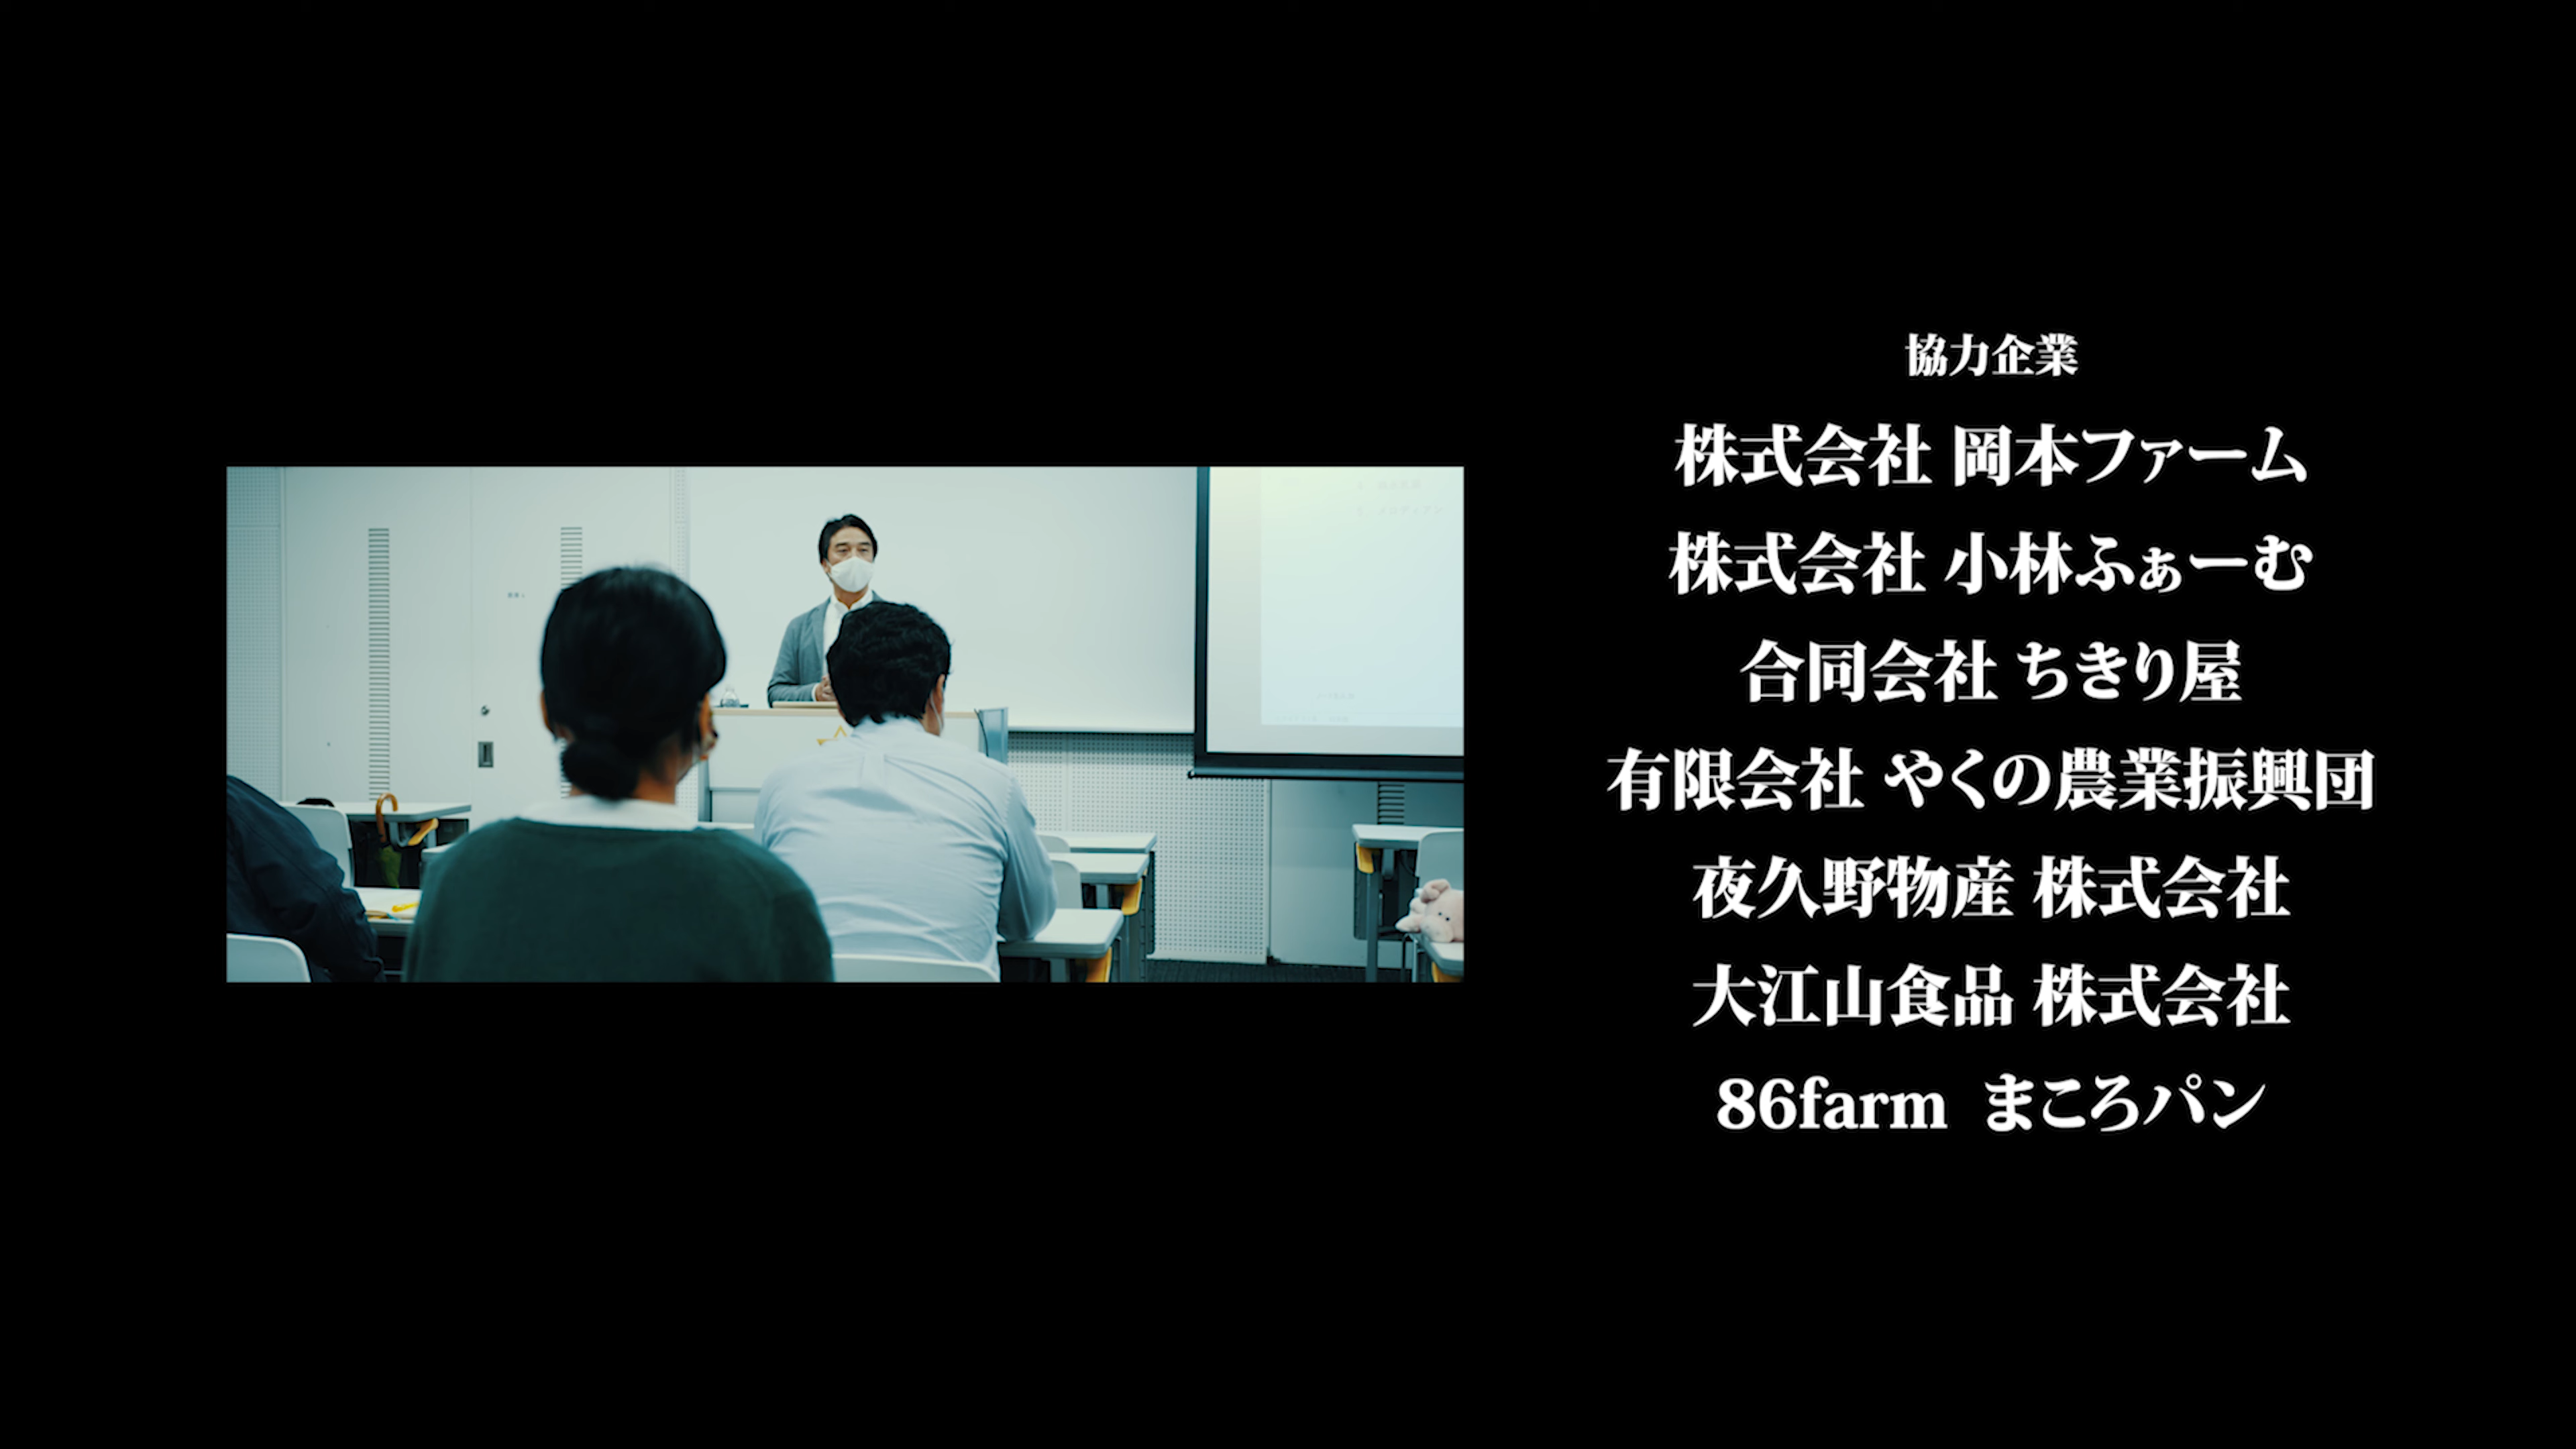 協力企業
株式会社 岡本ファーム
株式会社 小林ふぁーむ
合同会社 ちきり屋
有限会社 やくの農業振興団
夜久野物産 株式会社
大江山食品 株式会社
86farm まころパン